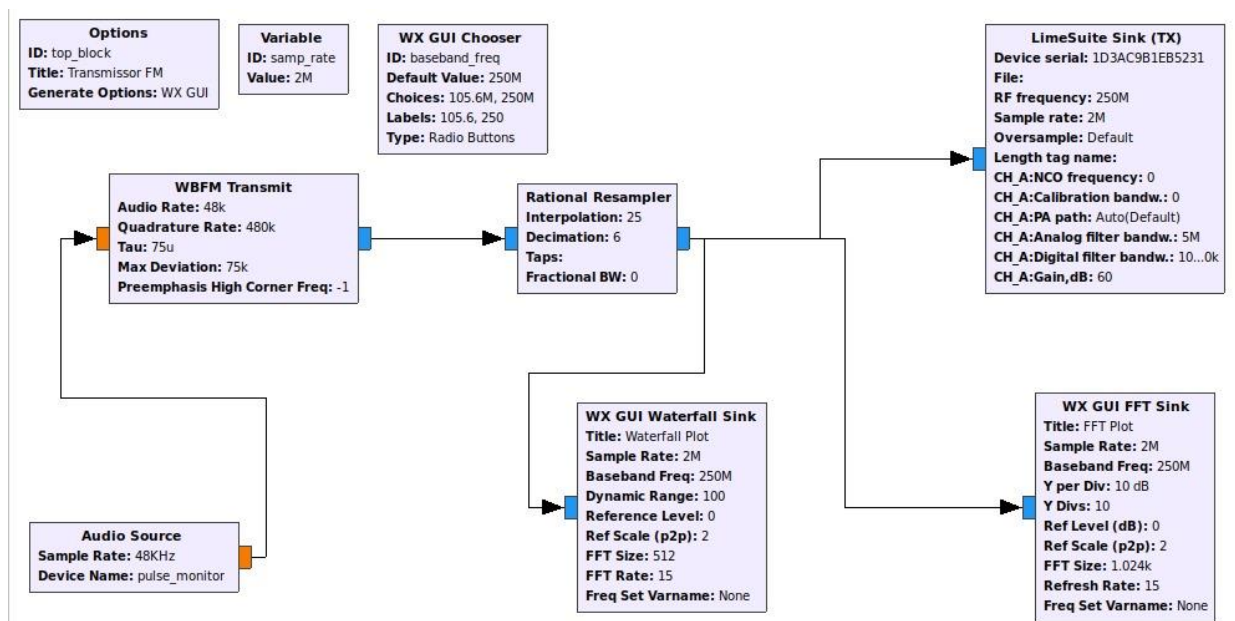 Options
ID: top_block
Title: Transmissor FM
Generate Options: WX GUI
Variable
ID: samp_rate
Value: 2M
WX GUI Chooser
ID: baseband_freq
Default Value: 250M
Choices: 105.6M, 250M
Labels: 105.6, 250
Type: Radio Buttons
LimeSuite Sink (TX)
Device serial: 1D3AC9B1EB5231
File:
RF frequency: 250M
Sample rate: 2M
Oversample: Default
Length tag name:
CH_A:NCO frequency: 0
CH_A:Calibration bandw.: 0
CH_A:PA path: Auto(Default)
CH_A:Analog filter bandw.: 5M
CH_A:Digital filter bandw.: 10...0k
CH_A:Gain,dB: 60
WBFM Transmit
Audio Rate: 48k
Quadrature Rate: 480k
Tau: 75u
Max Deviation: 75k
Preemphasis High Corner Freq: -1
Rational Resampler
Interpolation: 25
Decimation: 6
Taps:
Fractional BW: 0
WX GUI Waterfall Sink
Title: Waterfall Plot
Sample Rate: 2M
Baseband Freq: 250M
Dynamic Range: 100
Reference Level: 0
Ref Scale (p2p): 2
FFT Size: 512
FFT Rate: 15
Freq Set Varname: None
WX GUI FFT Sink
Title: FFT Plot
Sample Rate: 2M
Baseband Freq: 250M
Y per Div: 10 dB
Y Divs: 10
Ref Level (dB): 0
Ref Scale (p2p): 2
FFT Size: 1.024k
Refresh Rate: 15
Freq Set Varname: None
Audio Source
Sample Rate: 48KHz
Device Name: pulse_monitor